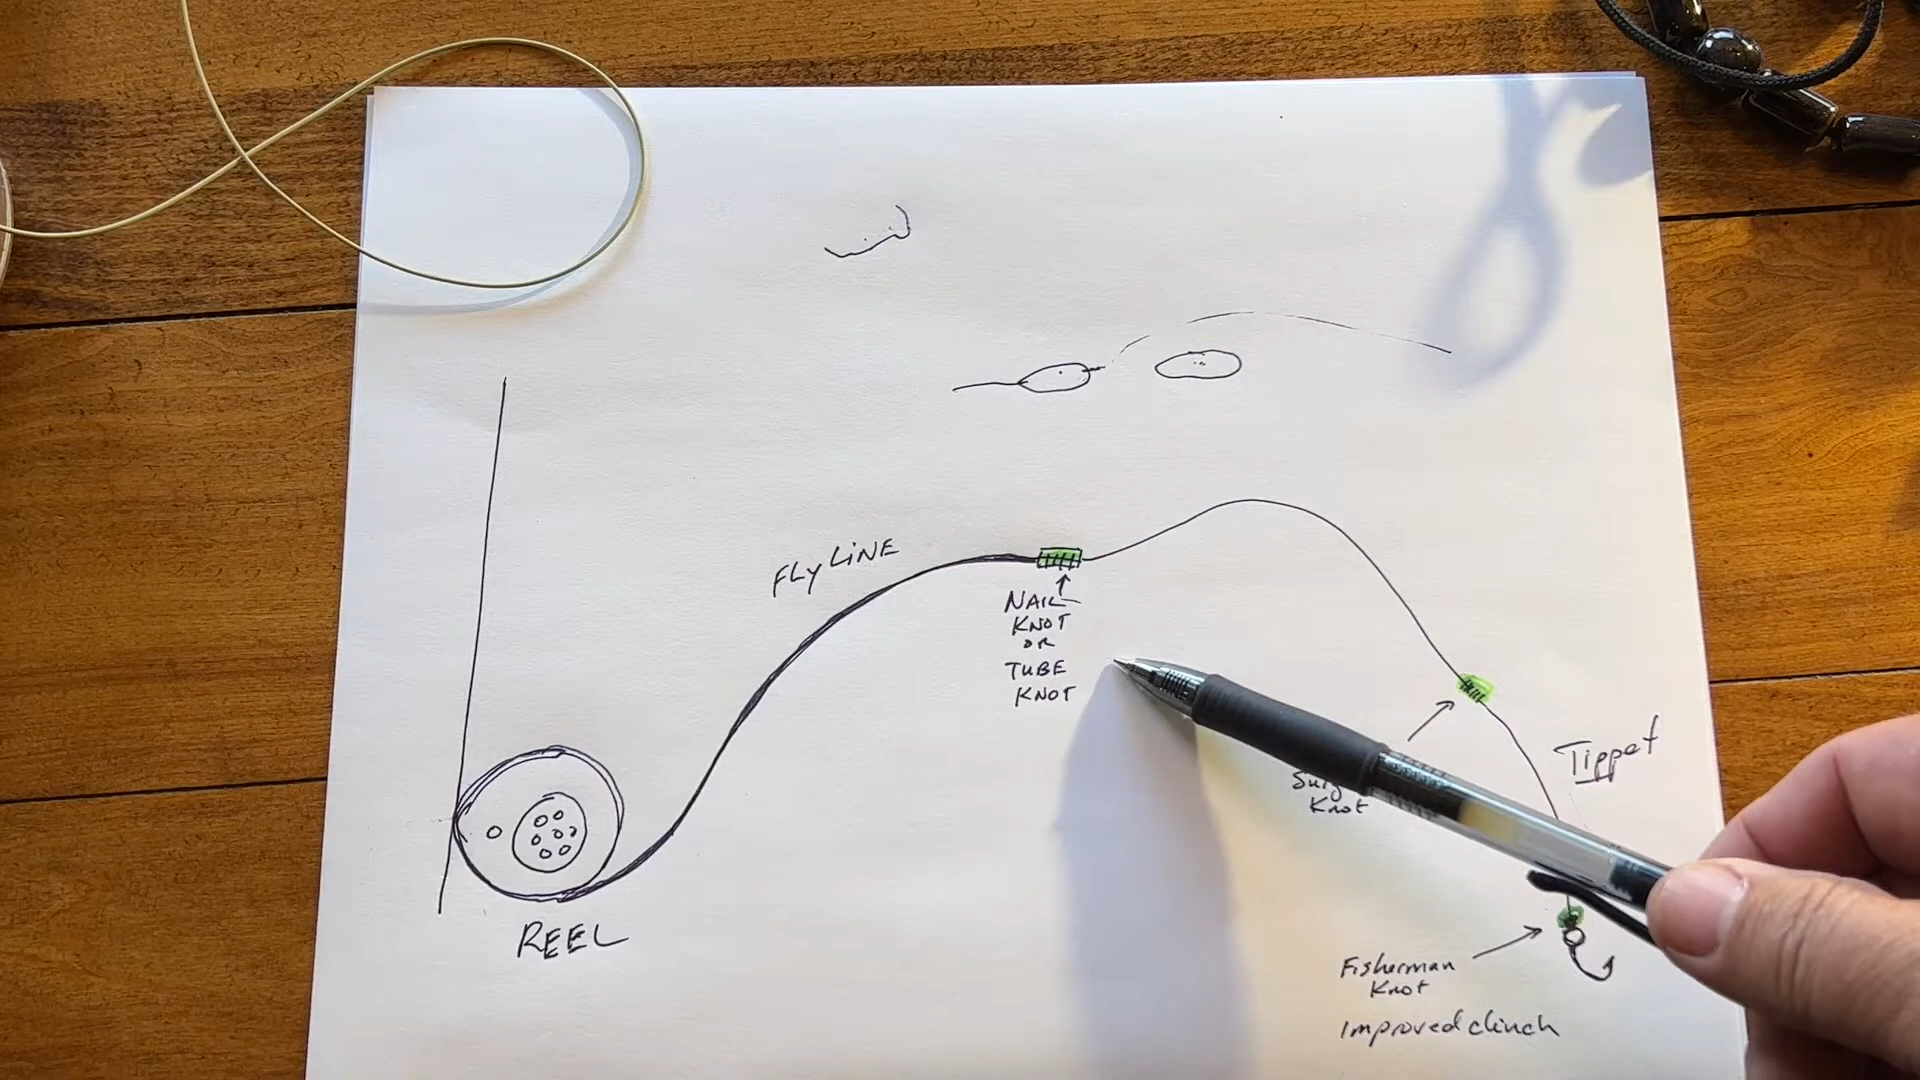 FLY LINE
NAIL
KNOT
OR
TUBE
KNOT
Knot
Tippet
REEL
Fisherman
Knot
Improved clinch